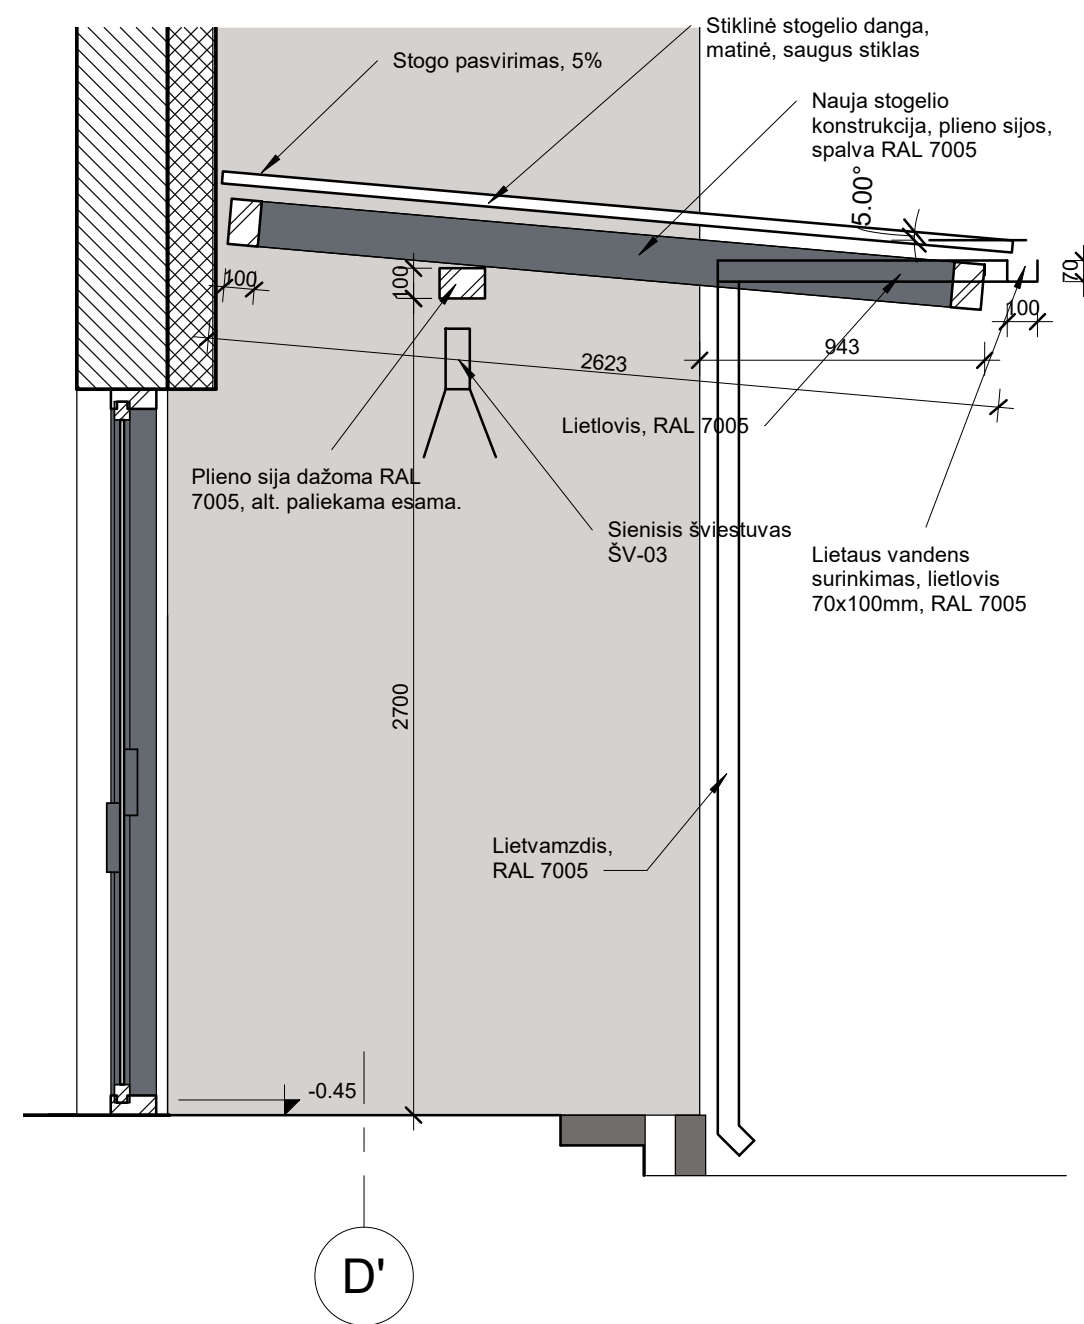 Stiklinė stogelio danga,
matinė, saugus stiklas
Stogo pasvirimas, 5%
Nauja stogelio
konstrukcija, plieno sijos,
spalva RAL 7005
5.00°
100
100
70
100
2623
943
Lietlovis, RAL 7005
Plieno sija dažoma RAL
7005, alt. paliekama esama.
Sienisis šviestuvas
ŠV-03
Lietaus vandens
surinkimas, lietlovis
70x100mm, RAL 7005
2700
Lietvamzdis,
RAL 7005
-0.45
D'